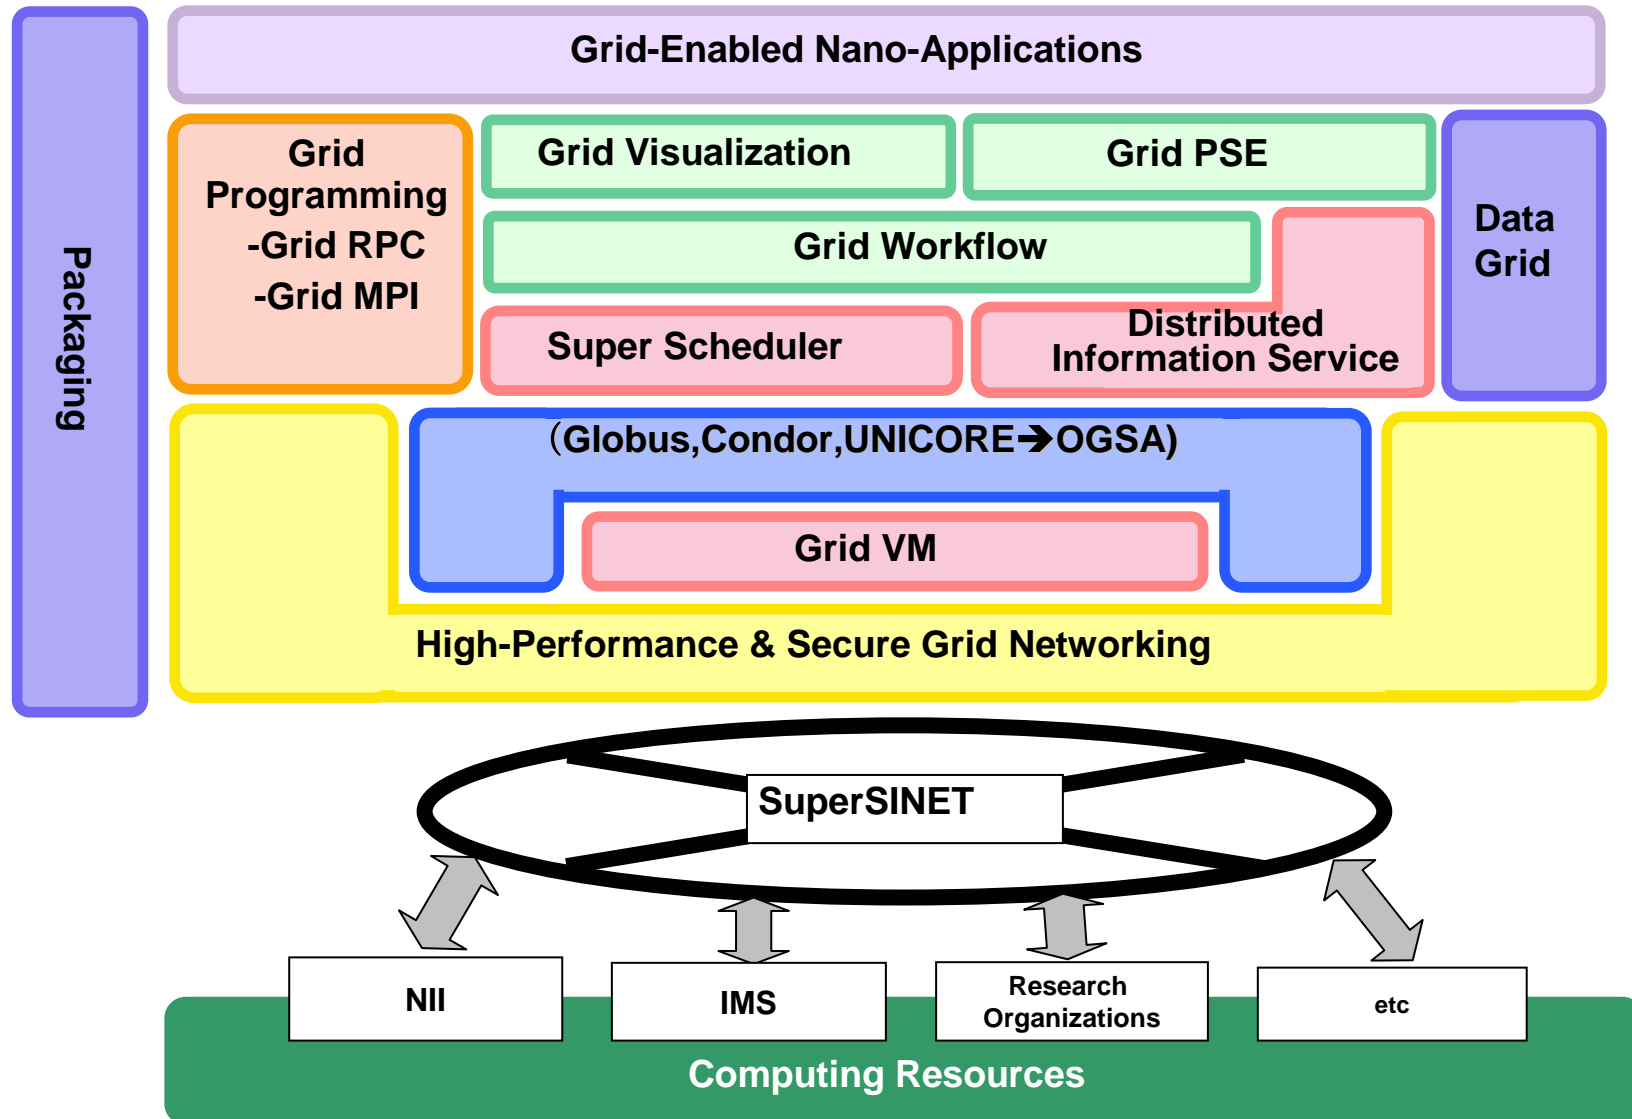 Grid-Enabled Nano-Applications
Packaging
Grid
Programming
-Grid RPC
-Grid MPI
Grid Visualization
Grid PSE
Data
Grid
Grid Workflow
Super Scheduler
Distributed
Information Service
（Globus,Condor,UNICORE➔OGSA)
Grid VM
High-Performance & Secure Grid Networking
SuperSINET
NII
IMS
Research
Organizations
etc
Computing Resources